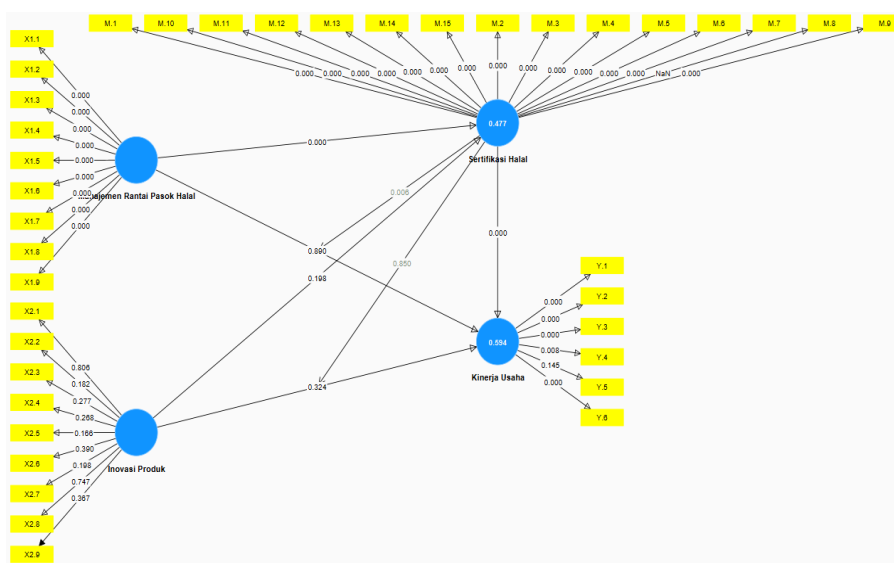 M.1 M.10 M.11 M.12 M.13 M.14 M.15 M.2 M.3 M.4 M.5 M.6 M.7 M.8 M.9
0.000 0.000 0.000 0.000 0.000 0.000 0.000 0.000 0.000 0.000 0.000 0.000 0.000 NaN 0.000
X1.1
X1.2
X1.3
X1.4
X1.5
X1.6
X1.7
X1.8
X1.9
0.000
0.000
0.000
0.000
0.000
0.000
0.000
0.000
0.000
Rantai Pasok Halal
0.477
Sertifikasi Halal
0.000
0.006
0.000
0.890
0.850
0.198
0.324
X2.1
X2.2
X2.3
X2.4
X2.5
X2.6
X2.7
X2.8
X2.9
0.806
0.182
0.277
0.268
0.166
0.390
0.198
0.747
0.367
Inovasi Produk
0.594
Kinerja Usaha
0.000
0.000
0.000
0.008
0.145
0.000
Y.1
Y.2
Y.3
Y.4
Y.5
Y.6